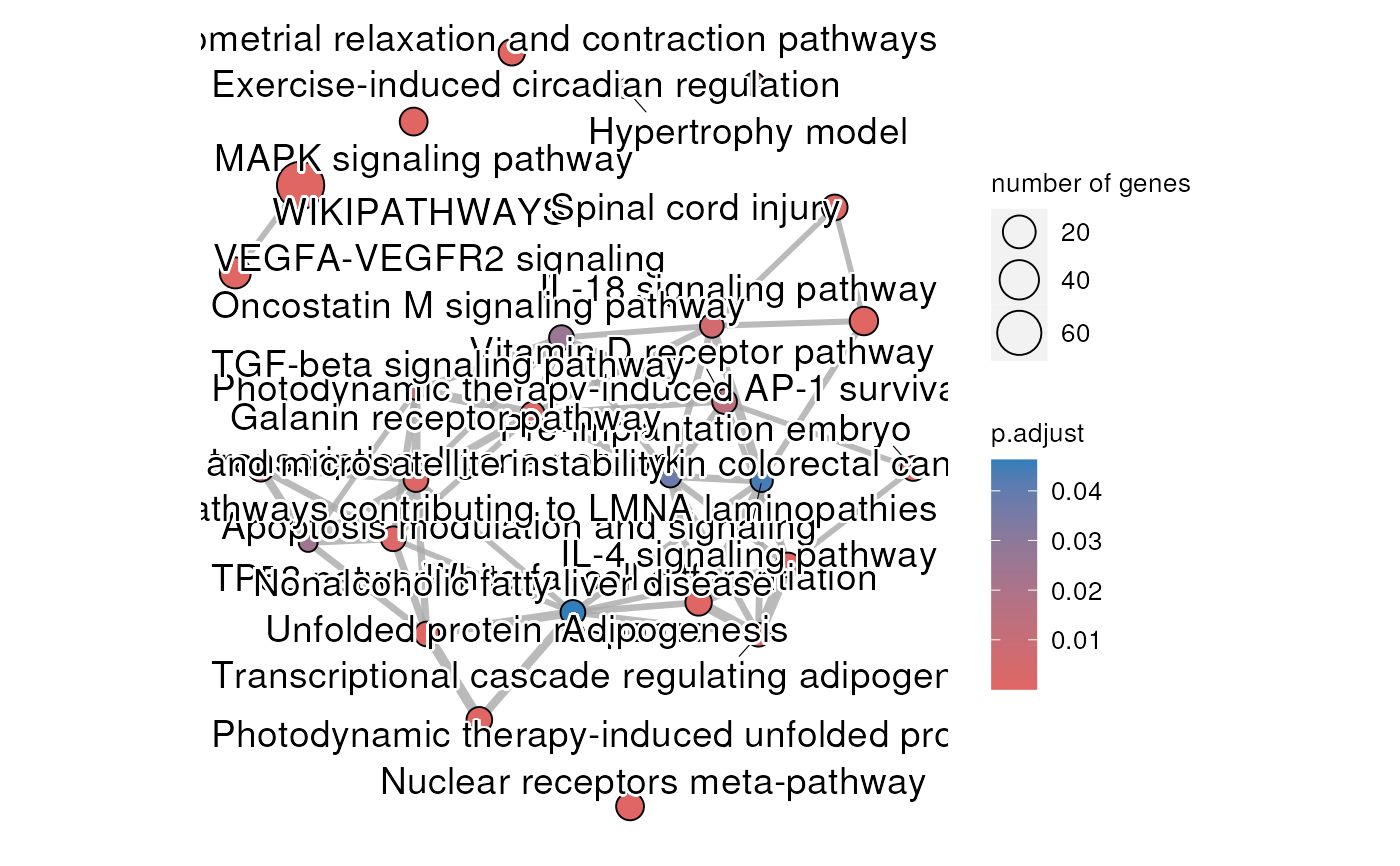 ometrial relaxation and contraction pathways
Exercise-induced circadian regulation
Hypertrophy model
MAPK signaling pathway
WIKIPATHWAYS
Spinal cord injury
VEGFA-VEGFR2 signaling
IL-18 signaling pathway
Oncostatin M signaling pathway
Vitamin D receptor pathway
TGF-beta signaling pathway
Photodynamic therapy-induced AP-1 surviva
Galanin receptor pathway
Pre-implantation embryo
and microsatellite instability in colorectal can
athways contributing to LMNA laminopathies
Apoptosis modulation and signaling
IL-4 signaling pathway
White fat cell differentiation
Nonalcoholic fatty liver disease
Unfolded protein
Adipogenesis
Transcriptional cascade regulating adipogen
Photodynamic therapy-induced unfolded pro
Nuclear receptors meta-pathway
number of genes
20
40
60
p.adjust
0.04
0.03
0.02
0.01